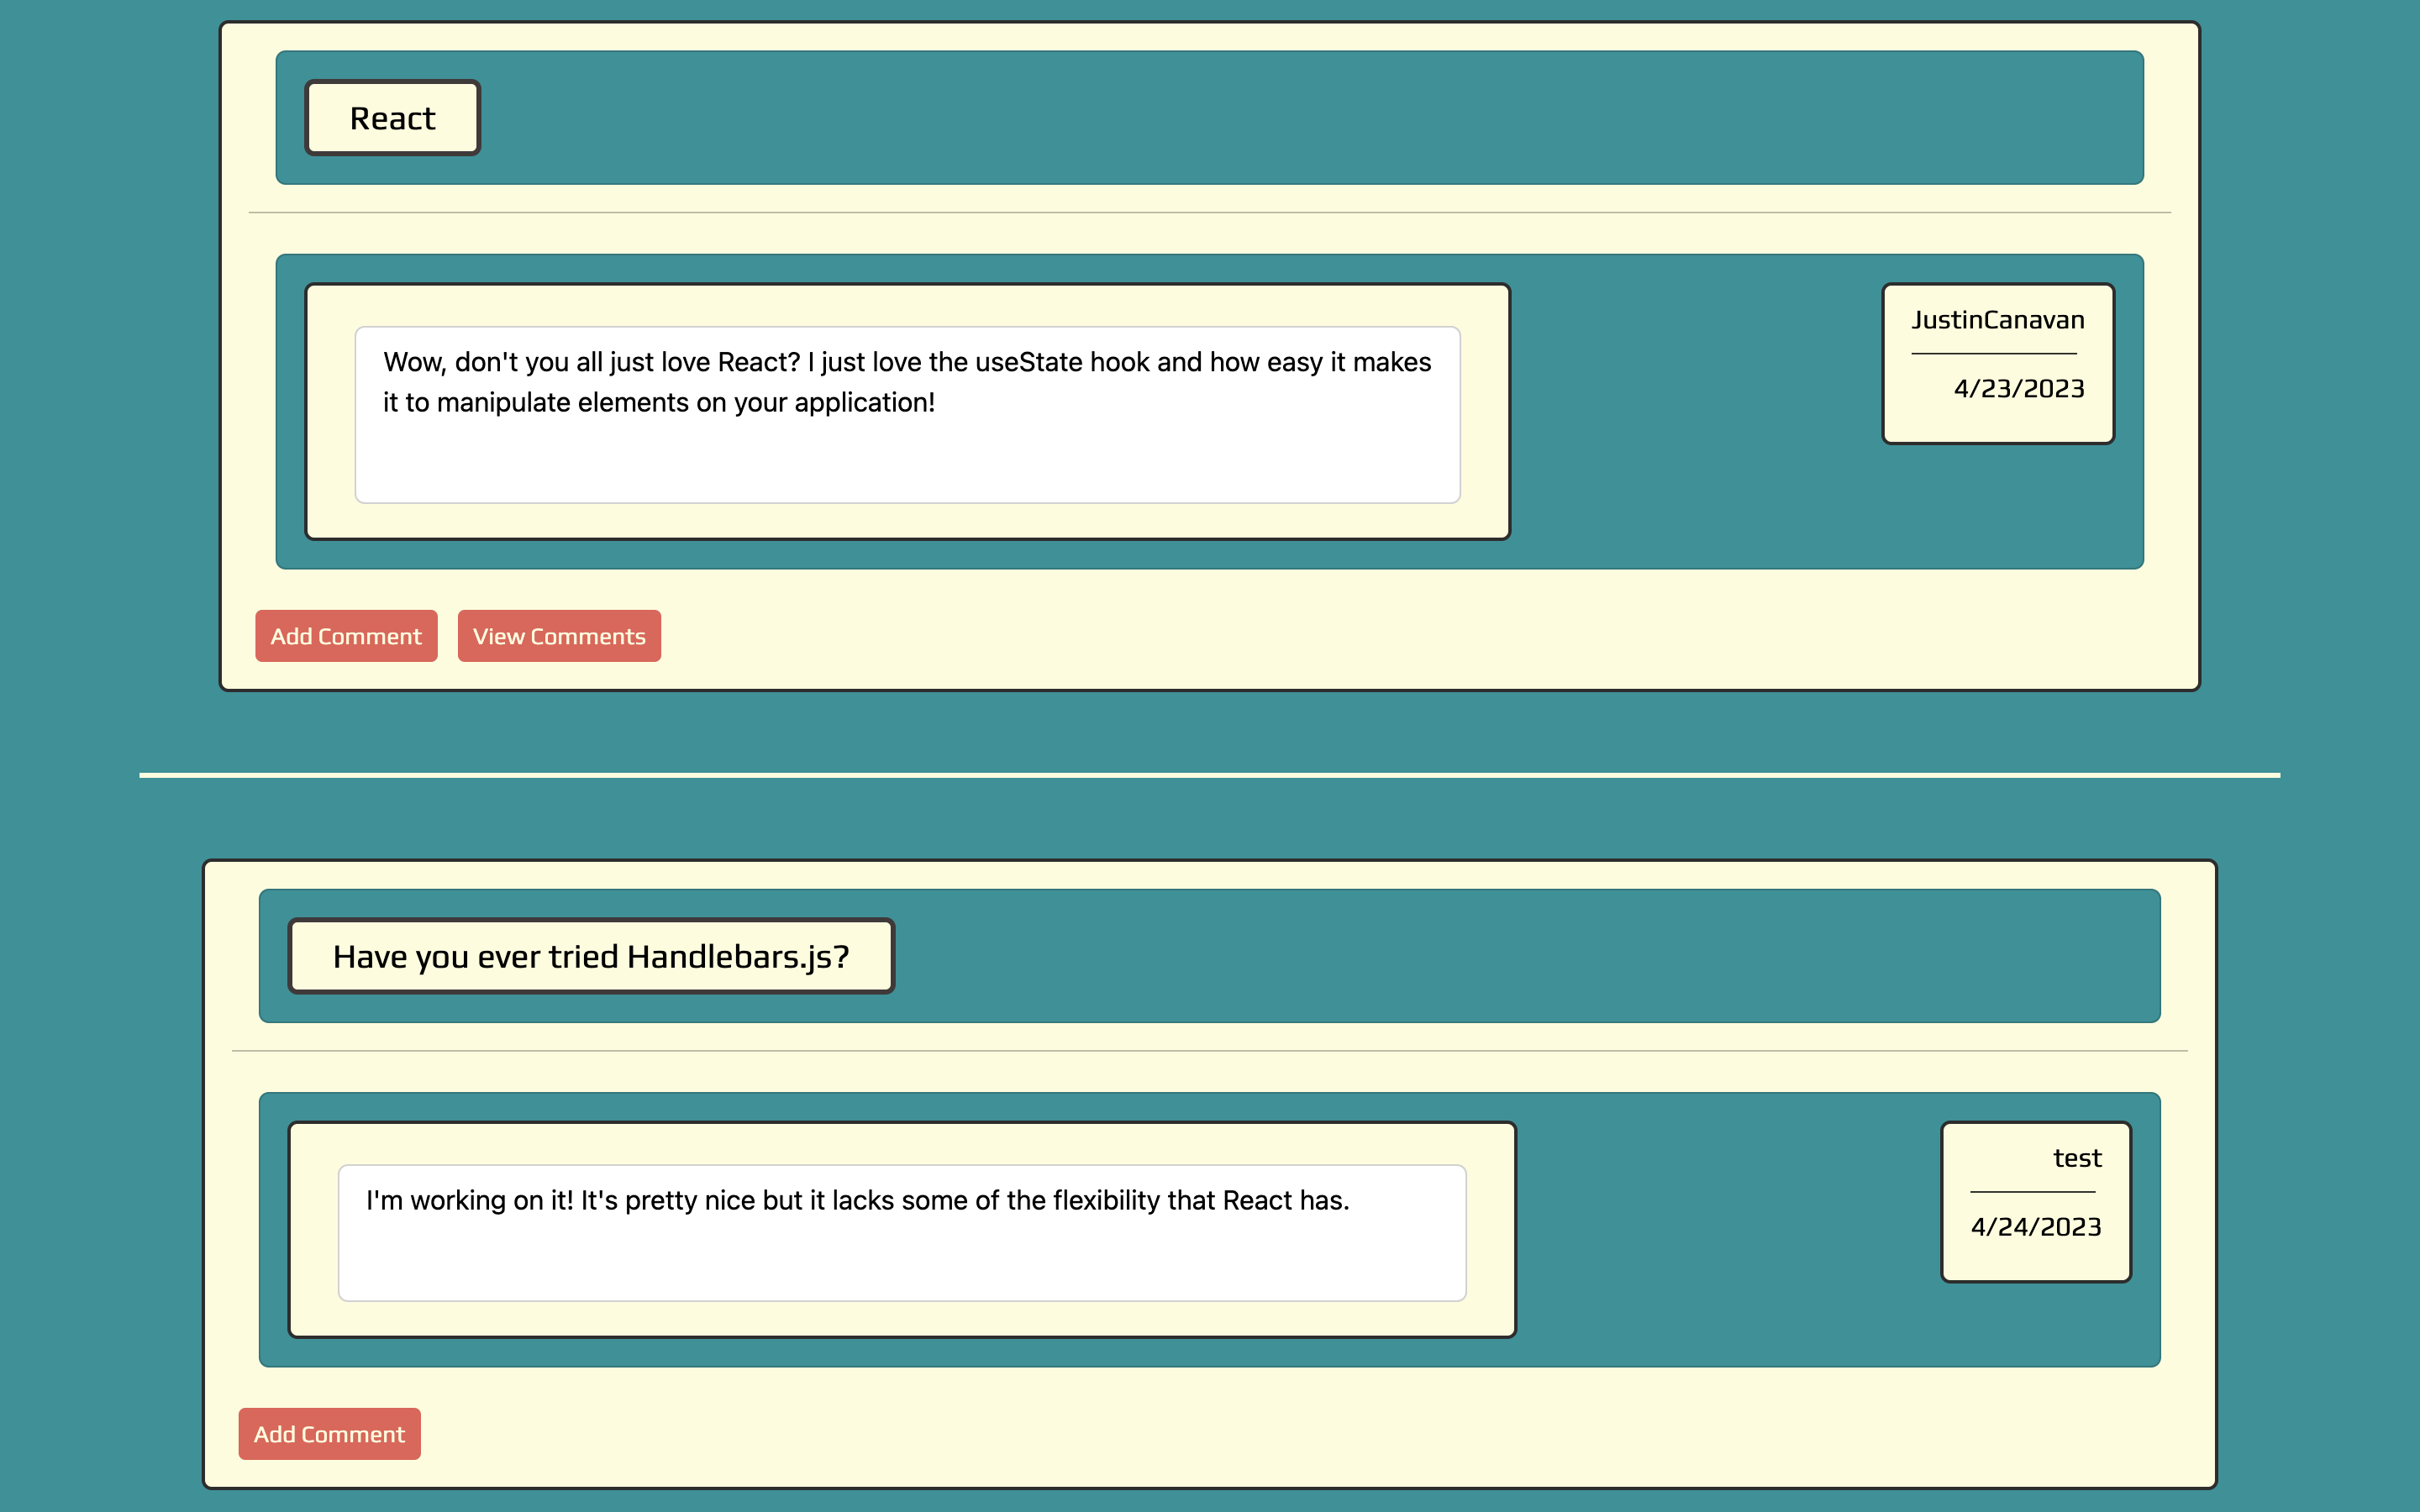 React
Wow, don't you all just love React? I just love the useState hook and how easy it makes
it to manipulate elements on your application!
JustinCanavan
4/23/2023
Add Comment
View Comments
Have you ever tried Handlebars.js?
I'm working on it! It's pretty nice but it lacks some of the flexibility that React has.
test
4/24/2023
Add Comment